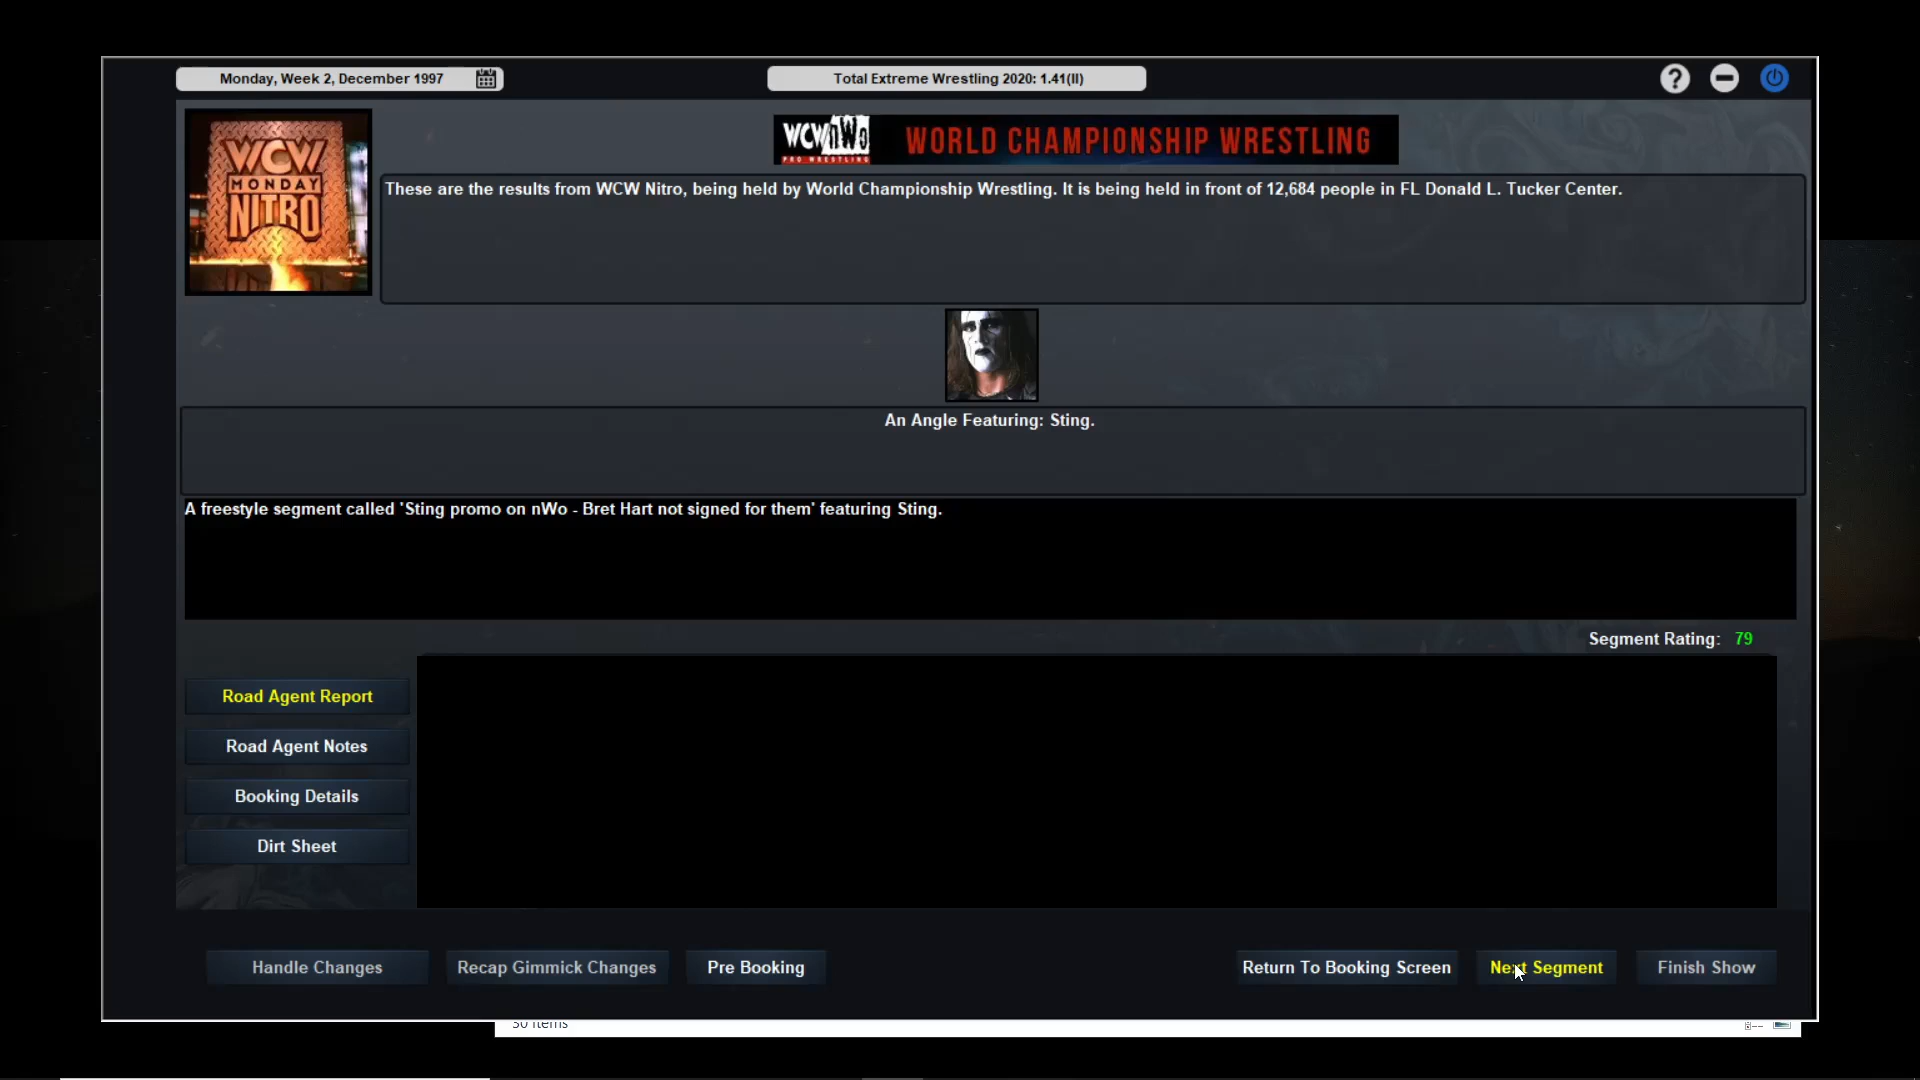 Monday, Week 2, December 1997
Total Extreme Wrestling 2020: 1.41(II)
?
WCW
MONDAY
NITRO
WCW nWo
PRO WRESTLING
WORLD CHAMPIONSHIP WRESTLING
These are the results from WCW Nitro, being held by World Championship Wrestling. It is being held in front of 12,684 people in FL Donald L. Tucker Center.
An Angle Featuring: Sting.
A freestyle segment called 'Sting promo on nWo - Bret Hart not signed for them' featuring Sting.
Segment Rating: 79
Road Agent Report
Road Agent Notes
Booking Details
Dirt Sheet
Handle Changes
Recap Gimmick Changes
Pre Booking
Return To Booking Screen
Next Segment
Finish Show
30 items